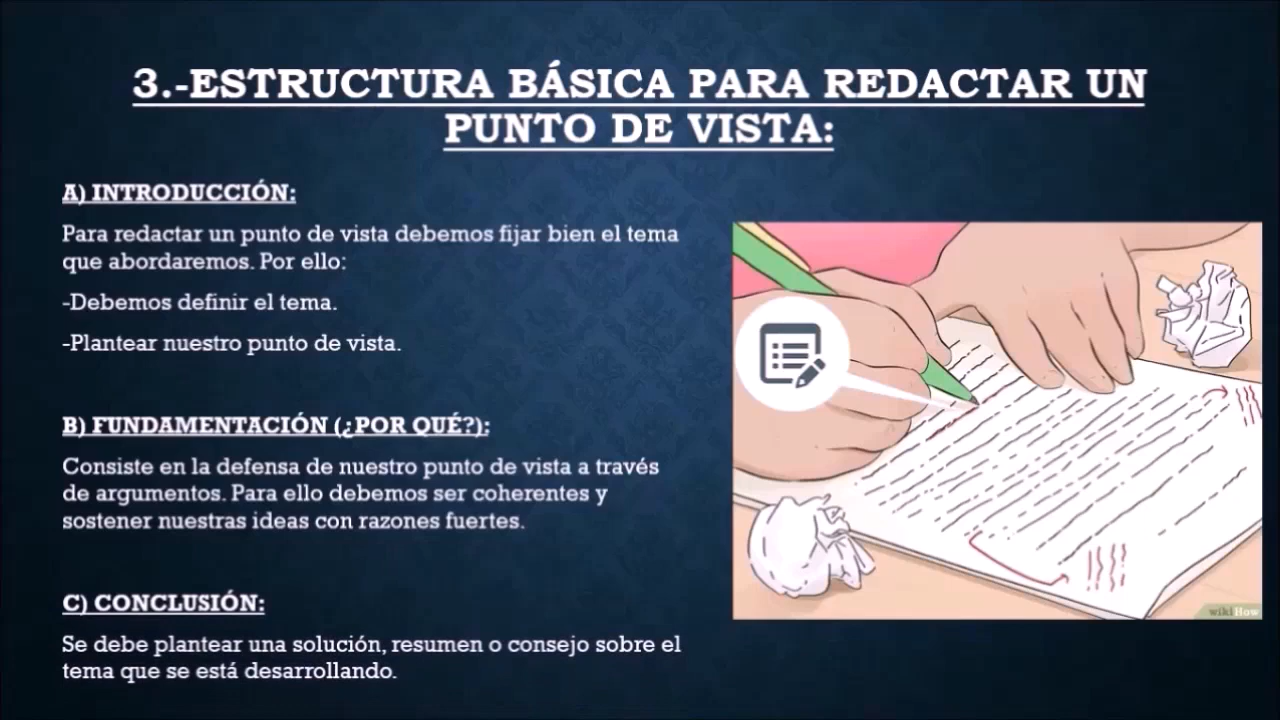 3.-ESTRUCTURA BÁSICA PARA REDACTAR UN
PUNTO DE VISTA:
A) INTRODUCCIÓN:
Para redactar un punto de vista debemos fijar bien el tema
que abordaremos. Por ello:
-Debemos definir el tema.
-Plantear nuestro punto de vista.
B) FUNDAMENTACIÓN (¿POR QUÉ?):
Consiste en la defensa de nuestro punto de vista a través
de argumentos. Para ello debemos ser coherentes y
sostener nuestras ideas con razones fuertes.
C) CONCLUSIÓN:
Se debe plantear una solución, resumen o consejo sobre el
tema que se está desarrollando.
wikiHow